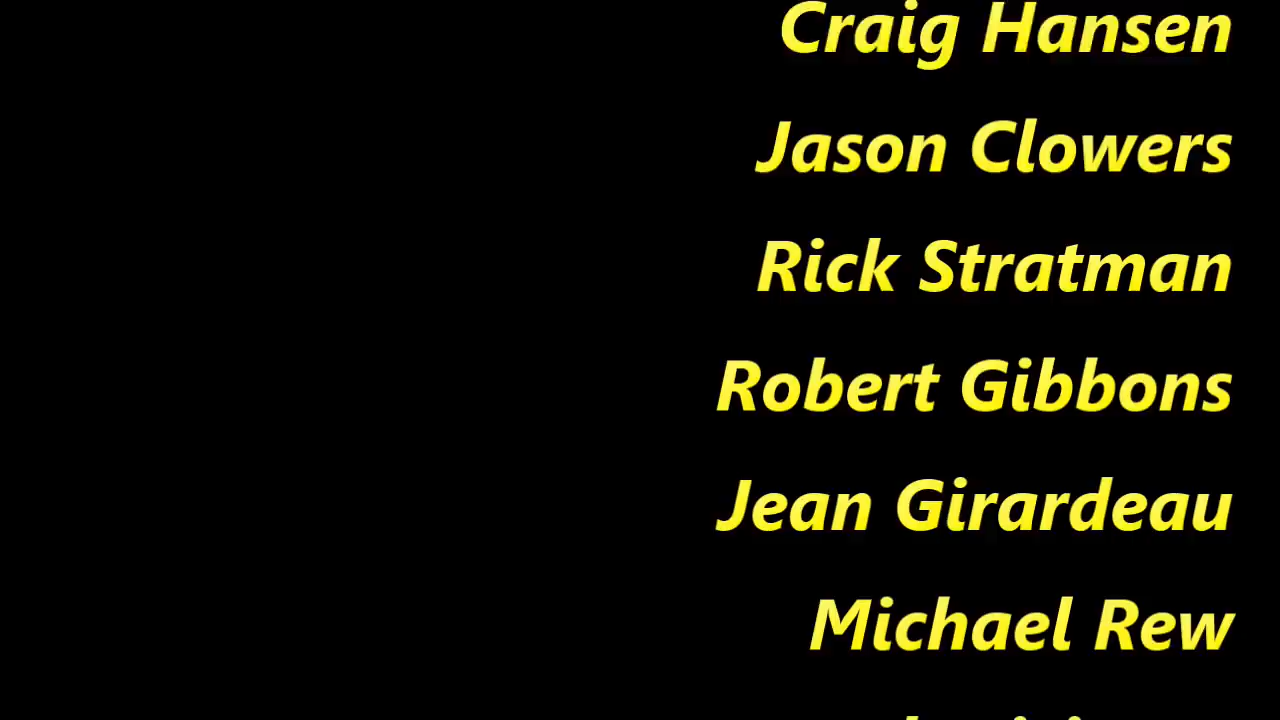 Craig Hansen
Jason Clowers
Rick Stratman
Robert Gibbons
Jean Girardeau
Michael Rew